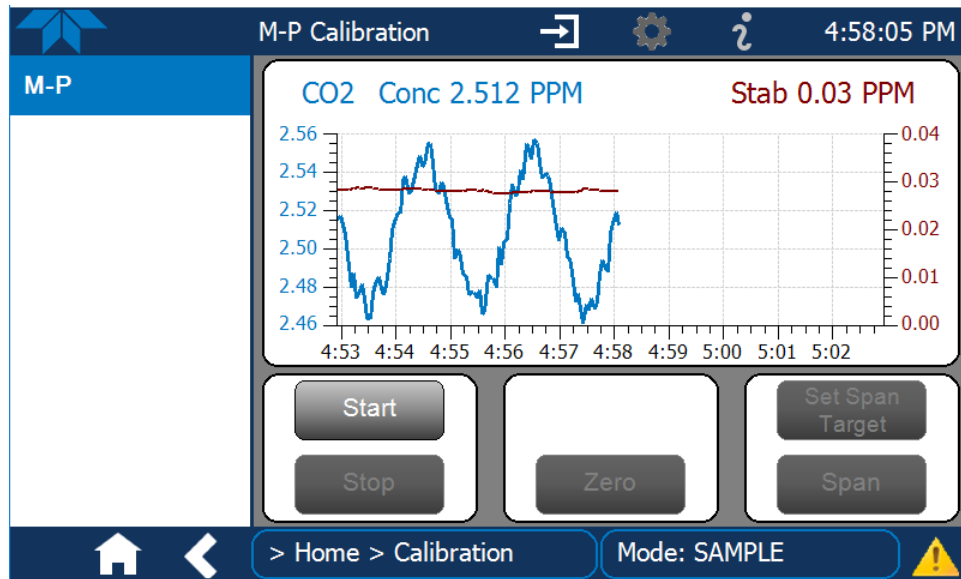 M-P Calibration 4:58:05 PM
M-P
CO2 Conc 2.512 PPM Stab 0.03 PPM
2.56 0.04
2.54
0.03
2.52
0.02
2.50
0.01
2.48
2.46 0.00
4:53 4:54 4:55 4:56 4:57 4:58 4:59 5:00 5:01 5:02
Start
Set Span
Target
Stop Zero Span
> Home > Calibration Mode: SAMPLE